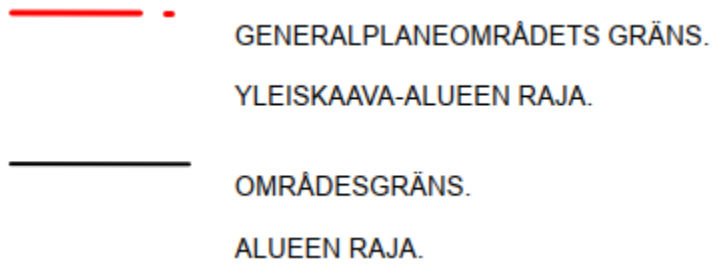 GENERALPLANEOMRÅDETS GRÄNS.
YLEISKAAVA-ALUEEN RAJA.
OMRÅDESGRÄNS.
ALUEEN RAJA.